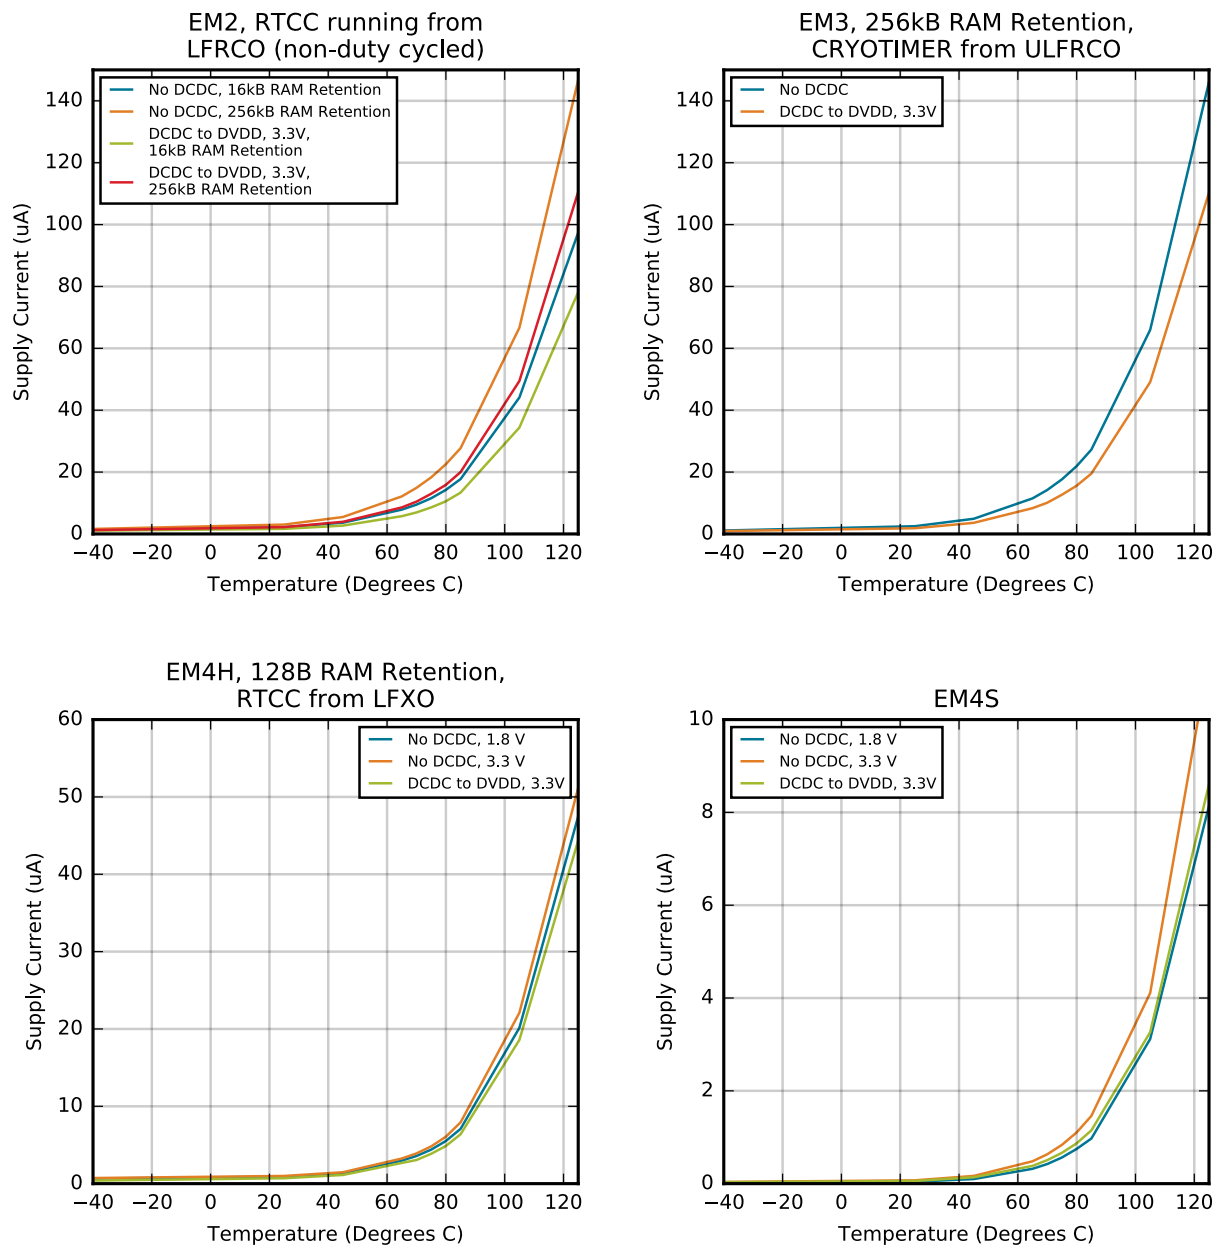 EM2, RTCC running from
LFRCO (non-duty cycled)
No DCDC, 16kB RAM Retention
No DCDC, 256kB RAM Retention
DCDC to DVDD, 3.3V,
16kB RAM Retention
DCDC to DVDD, 3.3V,
256kB RAM Retention
Supply Current (uA)
140
120
100
80
60
40
20
0
−40 −20 0 20 40 60 80 100 120
Temperature (Degrees C)
EM3, 256kB RAM Retention,
CRYOTIMER from ULFRCO
No DCDC
DCDC to DVDD, 3.3V
Supply Current (uA)
140
120
100
80
60
40
20
0
−40 −20 0 20 40 60 80 100 120
Temperature (Degrees C)
EM4H, 128B RAM Retention,
RTCC from LFXO
No DCDC, 1.8 V
No DCDC, 3.3 V
DCDC to DVDD, 3.3V
Supply Current (uA)
60
50
40
30
20
10
0
−40 −20 0 20 40 60 80 100 120
Temperature (Degrees C)
EM4S
No DCDC, 1.8 V
No DCDC, 3.3 V
DCDC to DVDD, 3.3V
Supply Current (uA)
10
8
6
4
2
0
−40 −20 0 20 40 60 80 100 120
Temperature (Degrees C)